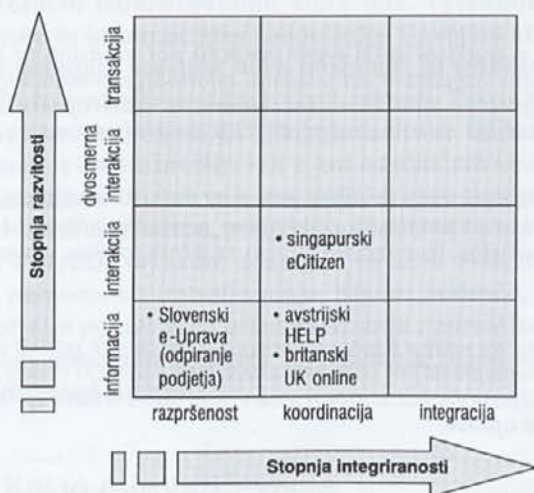 Stopnja razvitosti
transakcija
dvosmerna
interakcija
interakcija
informacija
• singapurski
eCitizen
• Slovenski
e-Uprava
(odpiranje
podjetja)
• avstrijski
HELP
• britanski
UK online
razpršenost
koordinacija
integracija
Stopnja integriranosti